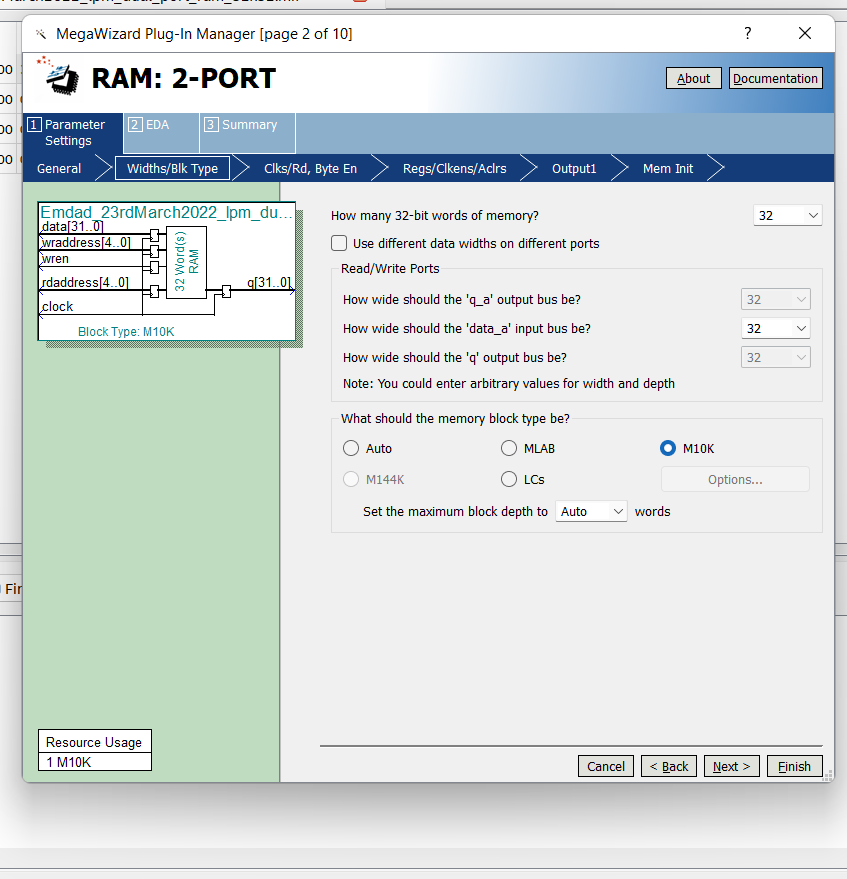 MegaWizard Plug-In Manager [page 2 of 10]
?
RAM: 2-PORT
About
Documentation
1 Parameter Settings
2 EDA
3 Summary
General
Widths/Blk Type
Clks/Rd, Byte En
Regs/Clkens/Aclrs
Output1
Mem Init
Emdad_23rdMarch2022_lpm_du...
data[31..0]
wraddress[4..0]
wren
rdaddress[4..0]
clock
32 Word(s)
RAM
q[31..0]
Block Type: M10K
How many 32-bit words of memory?
32
Use different data widths on different ports
Read/Write Ports
How wide should the 'q_a' output bus be?
32
How wide should the 'data_a' input bus be?
32
How wide should the 'q' output bus be?
32
Note: You could enter arbitrary values for width and depth
What should the memory block type be?
Auto
MLAB
M10K
M144K
LCs
Options...
Set the maximum block depth to
Auto
words
Resource Usage
1 M10K
Cancel
< Back
Next >
Finish
00
00
00
00
Fir